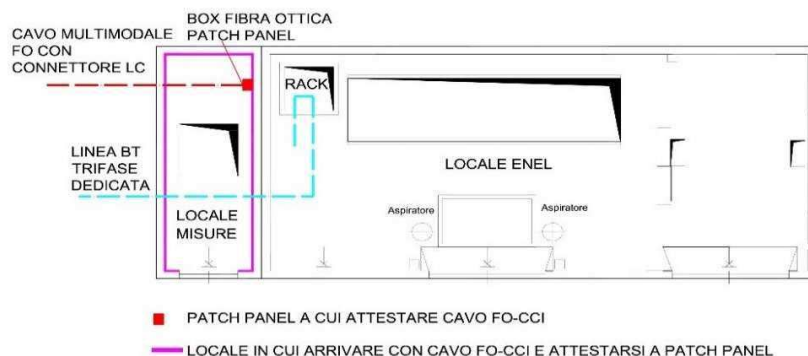 BOX FIBRA OTTICA
PATCH PANEL
CAVO MULTIMODALE
FO CON
CONNETTORE LC
RACK
LINEA BT
TRIFASE
DEDICATA
LOCALE ENEL
LOCALE
MISURE
Aspiratore
Aspiratore
PATCH PANEL A CUI ATTESTARE CAVO FO-CCI
LOCALE IN CUI ARRIVARE CON CAVO FO-CCI E ATTESTARSI A PATCH PANEL